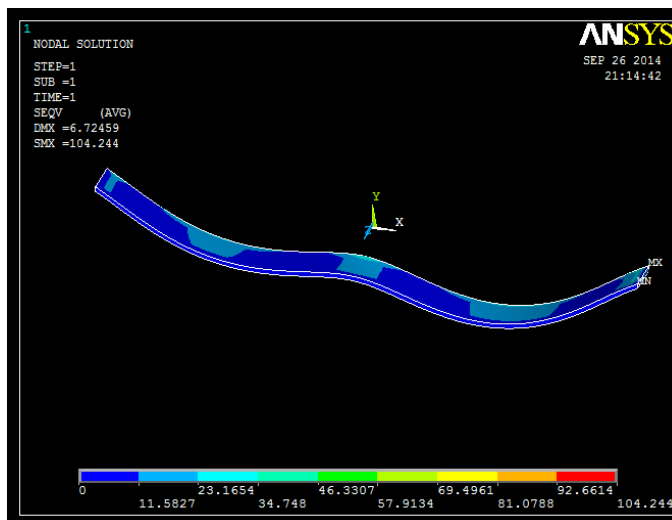 1
NODAL SOLUTION
STEP=1
SUB =1
TIME=1
SEQV (AVG)
DMX =6.72459
SMX =104.244
ANSYS
SEP 26 2014
21:14:42
Y
X
Z
MX
MN
0 23.1654 46.3307 69.4961 92.6614
11.5827 34.748 57.9134 81.0788 104.244